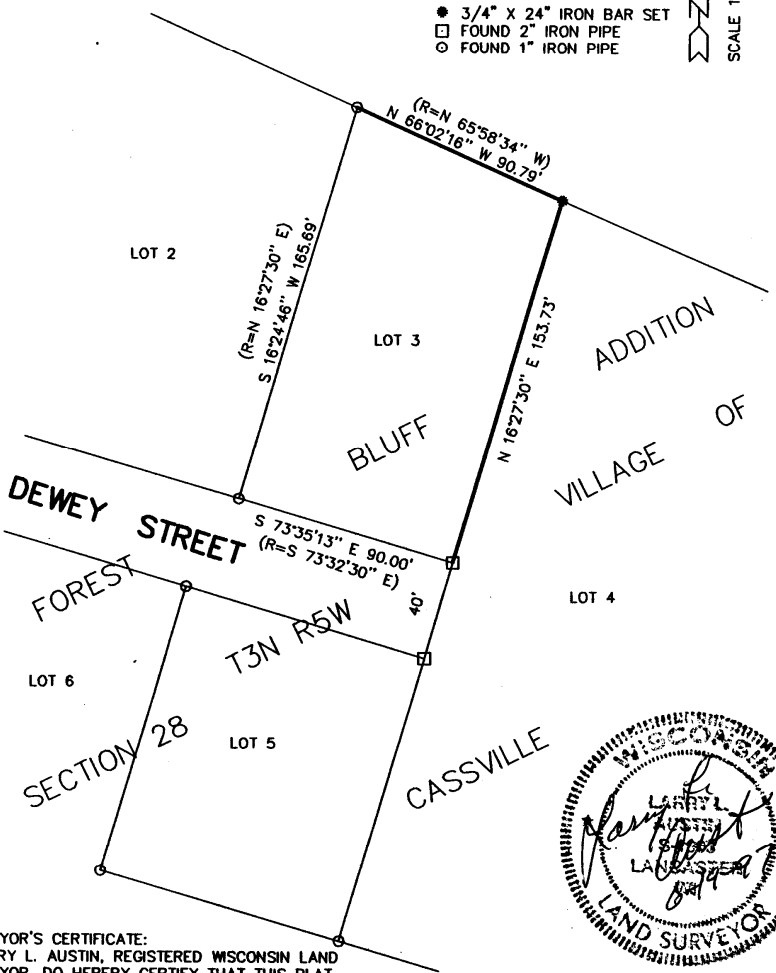 3/4" X 24" IRON BAR SET
FOUND 2" IRON PIPE
FOUND 1" IRON PIPE
SCALE 1
(R=N 65°58'34" W)
N 66°02'16" W 90.79'
LOT 2
(R=N 16°27'30" E)
S 16°24'46" W 165.69'
LOT 3
N 16°27'30" E 153.73'
ADDITION
BLUFF
OF
VILLAGE
DEWEY STREET
S 73°35'13" E 90.00'
(R=S 73°32'30" E)
40'
FOREST
T3N R5W
LOT 4
LOT 6
LOT 5
SECTION 28
CASSVILLE
WISCONSIN
LARRY L.
AUSTIN
LANCASTER
LAND SURVEYOR
YOR'S CERTIFICATE:
RY L. AUSTIN, REGISTERED WISCONSIN LAND
YOR, DO HEREBY CERTIFY THAT THIS PLAT